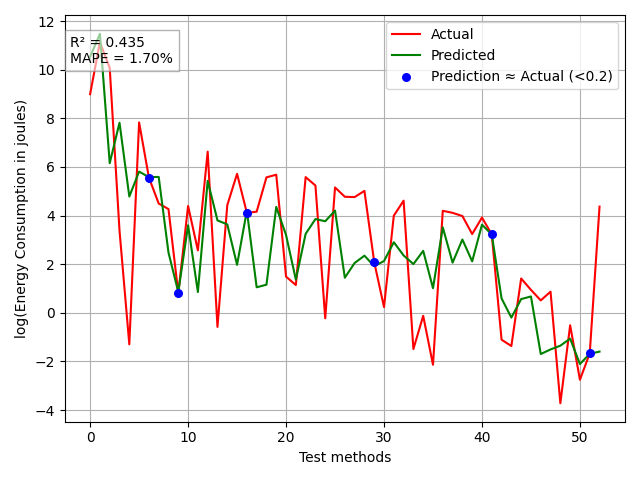 R² = 0.435
MAPE = 1.70%
Actual
Predicted
Prediction ≈ Actual (<0.2)
log(Energy Consumption in joules)
12
10
8
6
4
2
0
−2
−4
0 10 20 30 40 50
Test methods